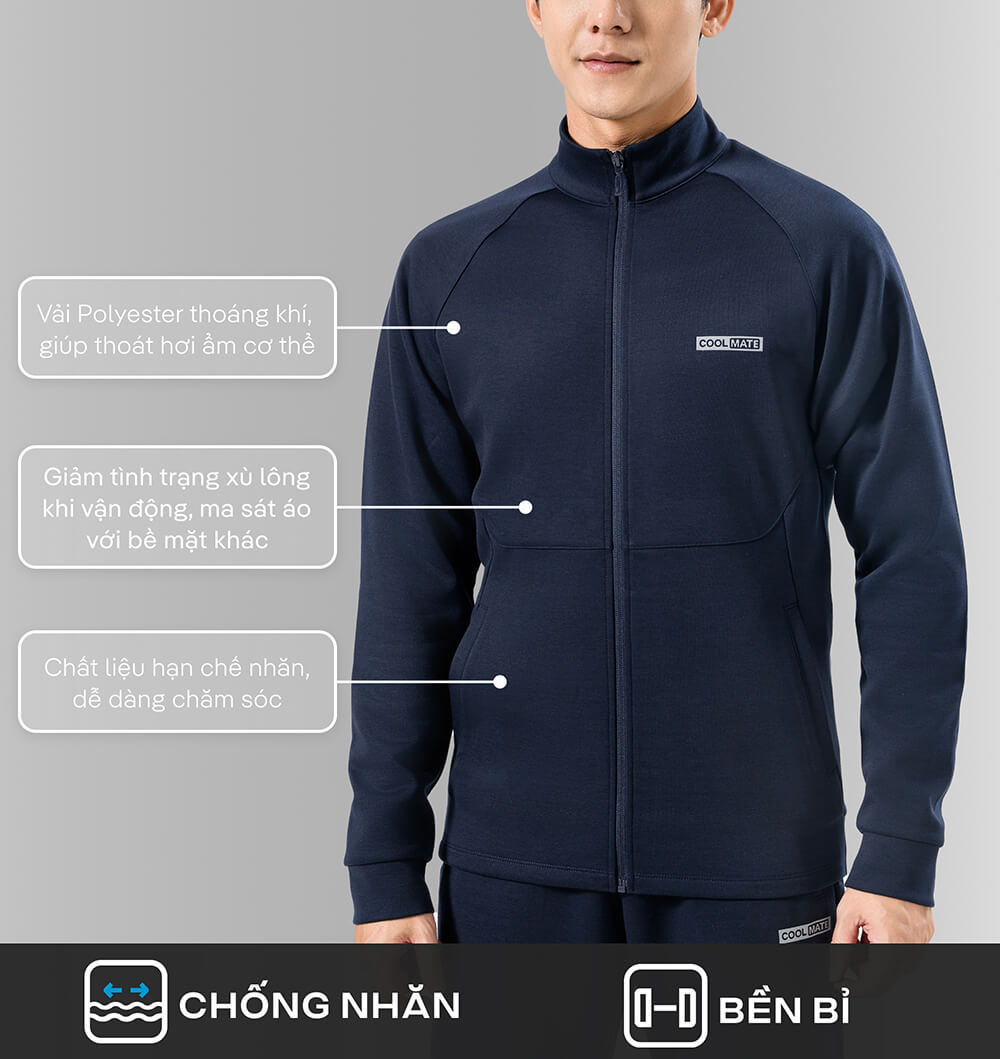 Vải Polyester thoáng khí,
giúp thoát hơi ẩm cơ thể
COOLMATE
Giảm tình trạng xù lông
khi vận động, ma sát áo
với bề mặt khác
Chất liệu hạn chế nhăn,
dễ dàng chăm sóc
COOLMATE
CHỐNG NHĂN
BỀN BỈ